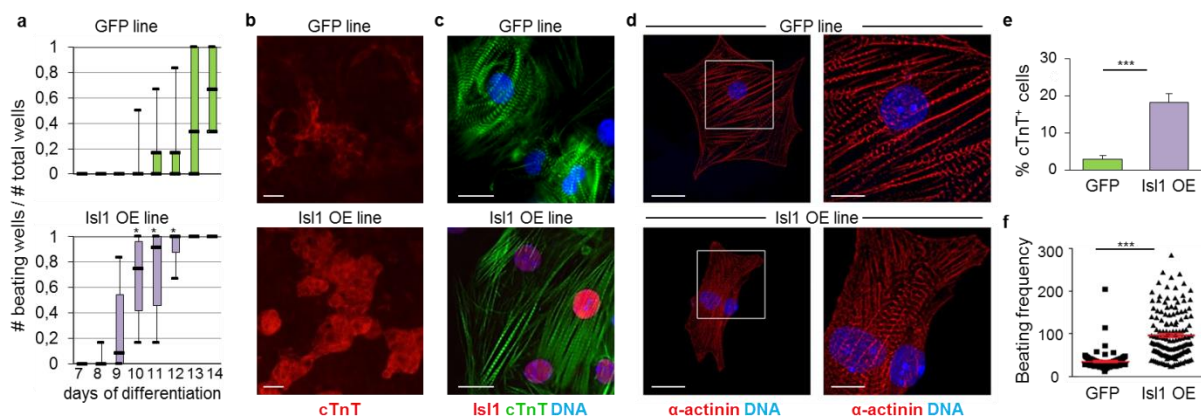 a
GFP line
1
0,8
0,6
0,4
0,2
0
Isl1 OE line
1
0,8
0,6
0,4
0,2
0
* * *
7 8 9 10 11 12 13 14
days of differentiation
# beating wells / # total wells
b
GFP line
Isl1 OE line
cTnT
c
GFP line
Isl1 OE line
Isl1 cTnT DNA
d
GFP line
Isl1 OE line
α-actinin DNA
α-actinin DNA
e
% cTnT⁺ cells
30
20
10
0
***
GFP
Isl1 OE
f
Beating frequency
300
200
150
100
50
0
***
GFP
Isl1 OE